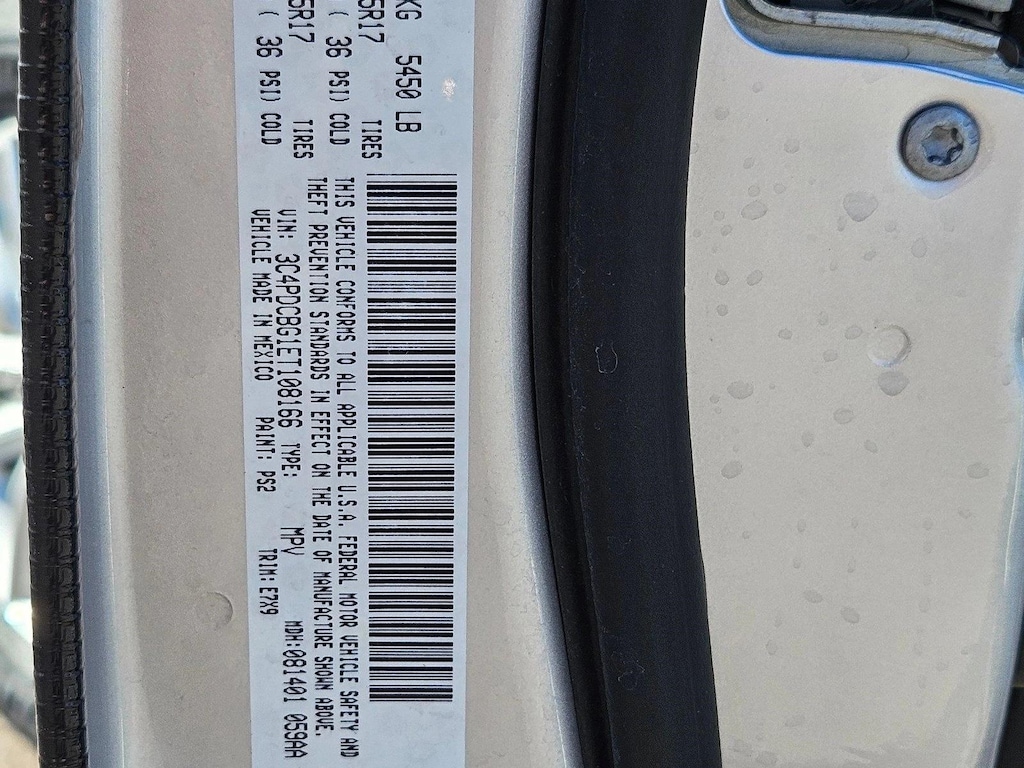 KG 5450 LB
5R17 TIRES
( 36 PSI) COLD
5R17 TIRES
( 36 PSI) COLD
THIS VEHICLE CONFORMS TO ALL APPLICABLE U.S.A. FEDERAL MOTOR VEHICLE SAFETY AND
THEFT PREVENTION STANDARDS IN EFFECT ON THE DATE OF MANUFACTURE SHOWN ABOVE.
VIN: 3C4PDCBG1ET108166 TYPE: MPV MDH:081401 059AA
VEHICLE MADE IN MEXICO PAINT: PS2 TRIM:E7X9